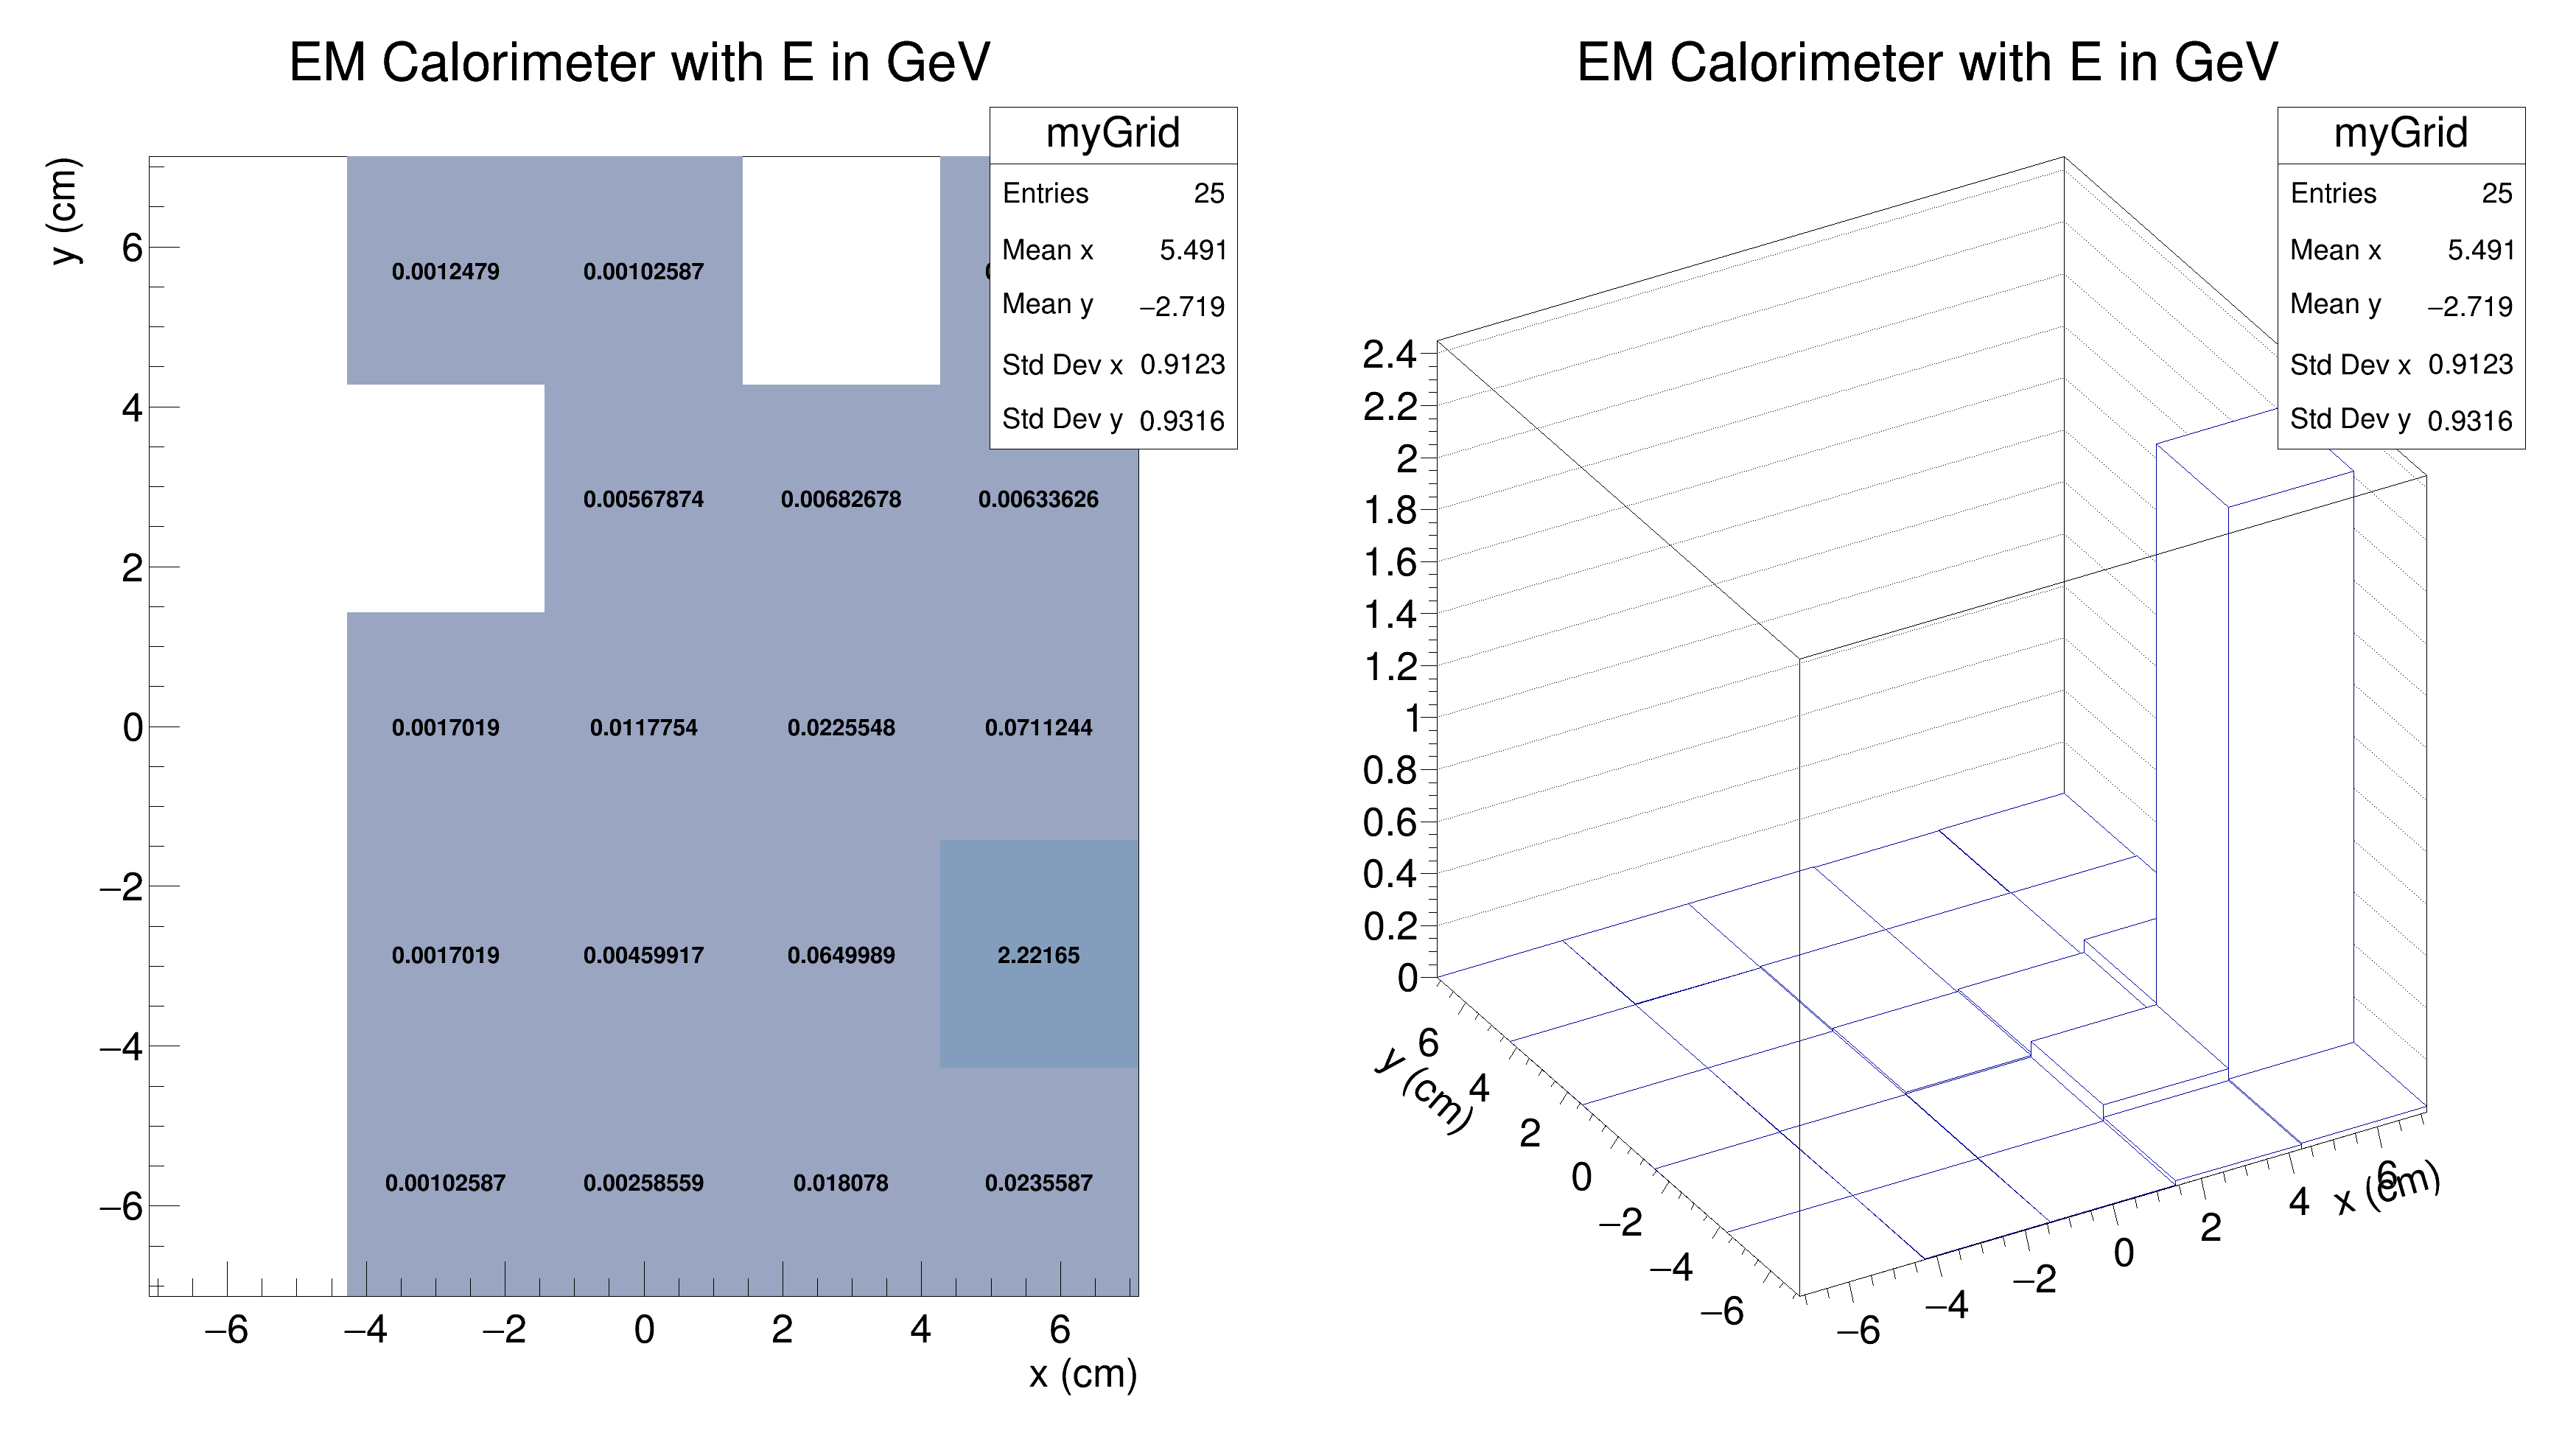 EM Calorimeter with E in GeV
myGrid
Entries 25
Mean x 5.491
Mean y −2.719
Std Dev x 0.9123
Std Dev y 0.9316
y (cm)
6
4
2
0
−2
−4
−6
0.0012479 0.00102587
0.00567874 0.00682678 0.00633626
0.0017019 0.0117754 0.0225548 0.0711244
0.0017019 0.00459917 0.0649989 2.22165
0.00102587 0.00258559 0.018078 0.0235587
−6 −4 −2 0 2 4 6
x (cm)
EM Calorimeter with E in GeV
myGrid
Entries 25
Mean x 5.491
Mean y −2.719
Std Dev x 0.9123
Std Dev y 0.9316
2.4
2.2
2
1.8
1.6
1.4
1.2
1
0.8
0.6
0.4
0.2
0
y (cm)
6
4
2
0
−2
−4
−6
−6 −4 −2 0 2 4 6
x (cm)